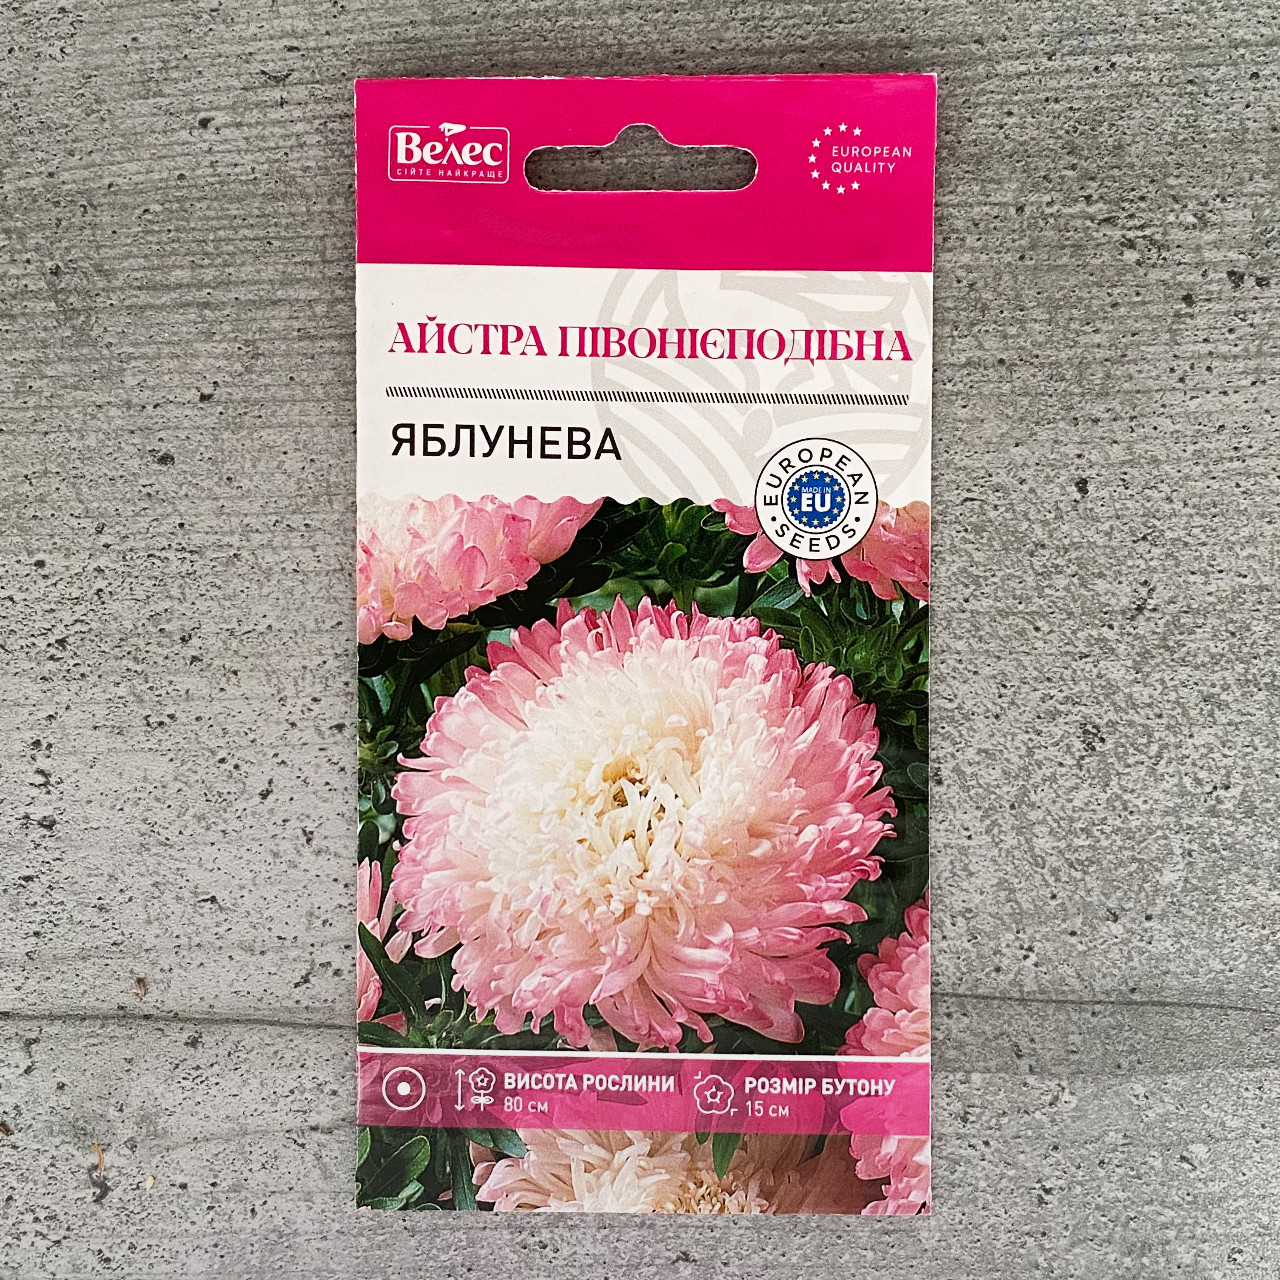 Велес
СІЙТЕ НАЙКРАЩЕ
EUROPEAN
QUALITY
АЙСТРА ПІВОНІЄПОДІБНА
ЯБЛУНЕВА
EUROPEAN
MADE IN
EU
SEEDS
ВИСОТА РОСЛИНИ
80 см
РОЗМІР БУТОНУ
15 см